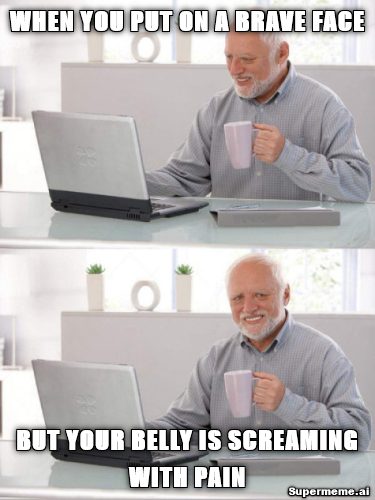 WHEN YOU PUT ON A BRAVE FACE
BUT YOUR BELLY IS SCREAMING
WITH PAIN
Supermeme.ai